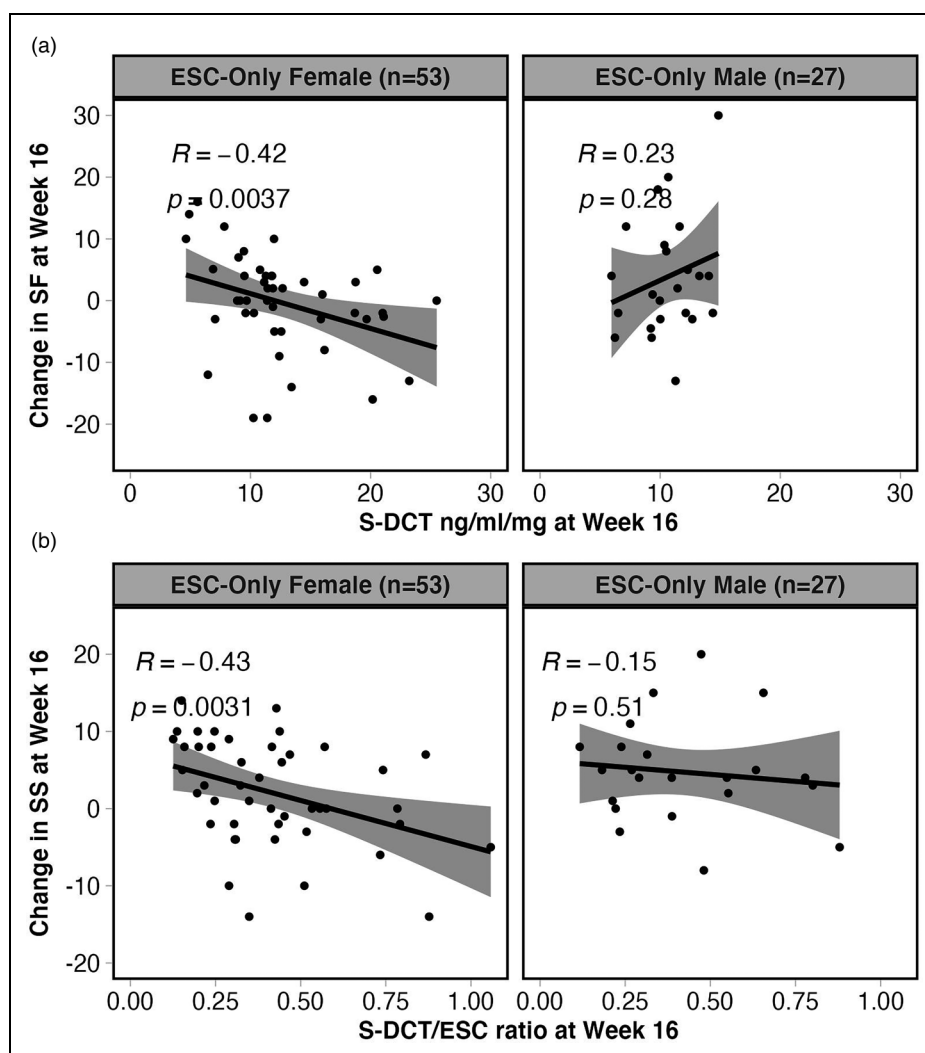 (a)
ESC-Only Female (n=53) ESC-Only Male (n=27)
Change in SF at Week 16
30
20
10
0
-10
-20
R = −0.42
p = 0.0037
R = 0.23
p = 0.28
0 10 20 30 0 10 20 30
S-DCT ng/ml/mg at Week 16
(b)
ESC-Only Female (n=53) ESC-Only Male (n=27)
Change in SS at Week 16
20
10
0
-10
-20
R = −0.43
p = 0.0031
R = −0.15
p = 0.51
0.00 0.25 0.50 0.75 1.00 0.00 0.25 0.50 0.75 1.00
S-DCT/ESC ratio at Week 16